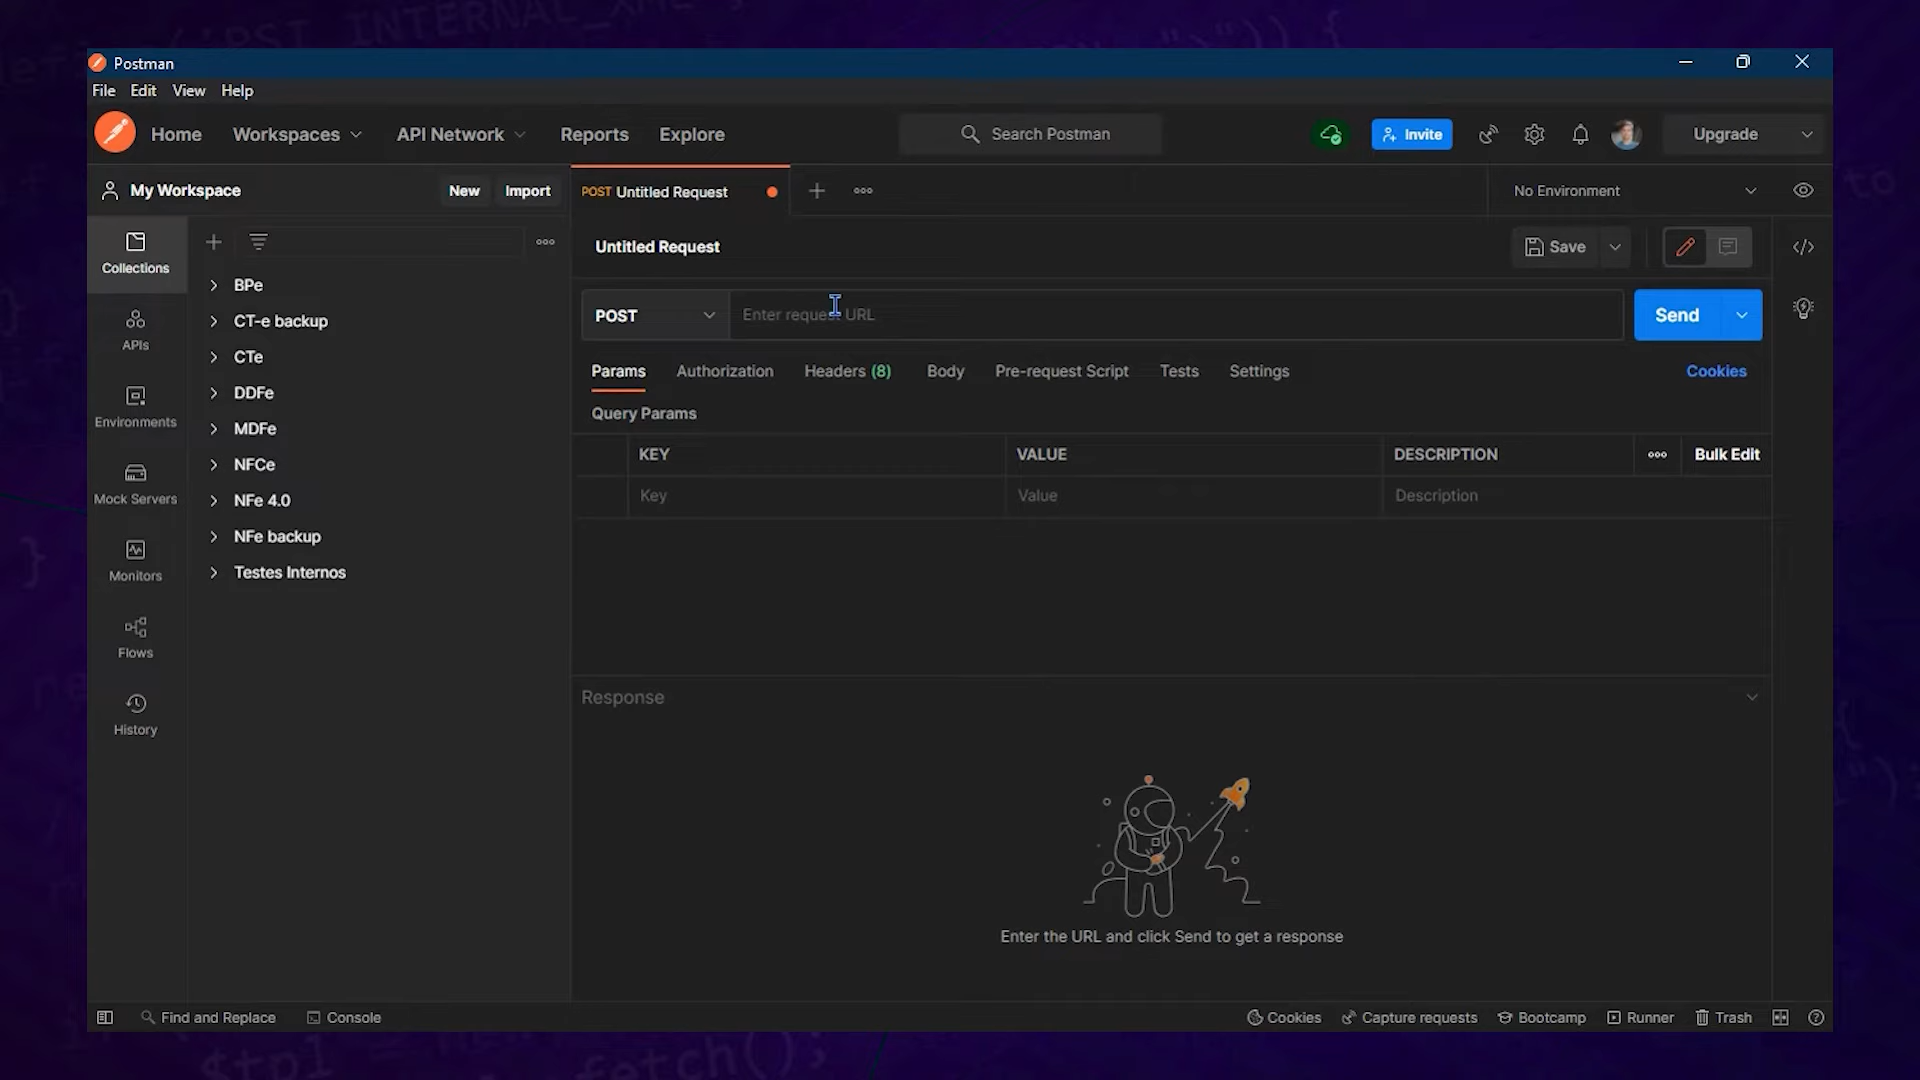 Postman
File Edit View Help
Home Workspaces API Network Reports Explore Search Postman Invite Upgrade
My Workspace New Import POST Untitled Request No Environment
Collections
Untitled Request Save
BPe
CT-e backup
CTe
DDFe
MDFe
NFCe
NFe 4.0
NFe backup
Testes Internos
APIs
Environments
Mock Servers
Monitors
Flows
History
POST Enter request URL Send
Params Authorization Headers (8) Body Pre-request Script Tests Settings Cookies
Query Params
KEY VALUE DESCRIPTION Bulk Edit
Key Value Description
Response
Enter the URL and click Send to get a response
Find and Replace Console Cookies Capture requests Bootcamp Runner Trash
$tpl = fetch();